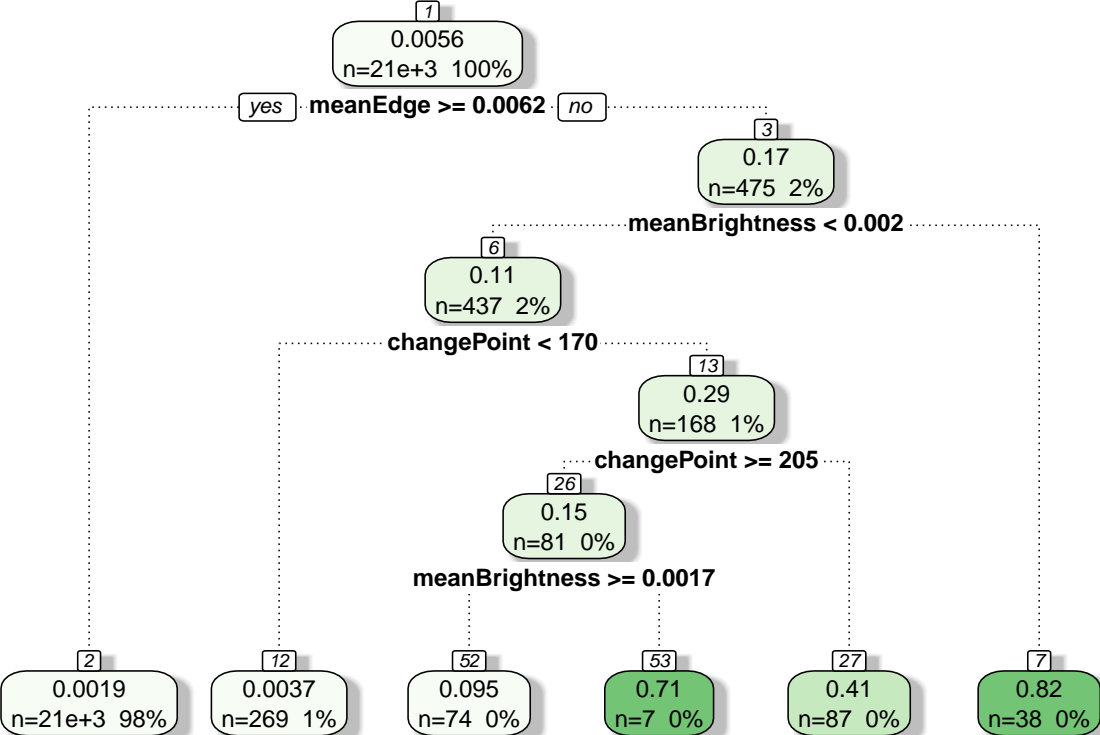 1
0.0056
n=21e+3 100%
yes meanEdge >= 0.0062 no
3
0.17
n=475 2%
meanBrightness < 0.002
6
0.11
n=437 2%
changePoint < 170
13
0.29
n=168 1%
changePoint >= 205
26
0.15
n=81 0%
meanBrightness >= 0.0017
2
0.0019
n=21e+3 98%
12
0.0037
n=269 1%
52
0.095
n=74 0%
53
0.71
n=7 0%
27
0.41
n=87 0%
7
0.82
n=38 0%